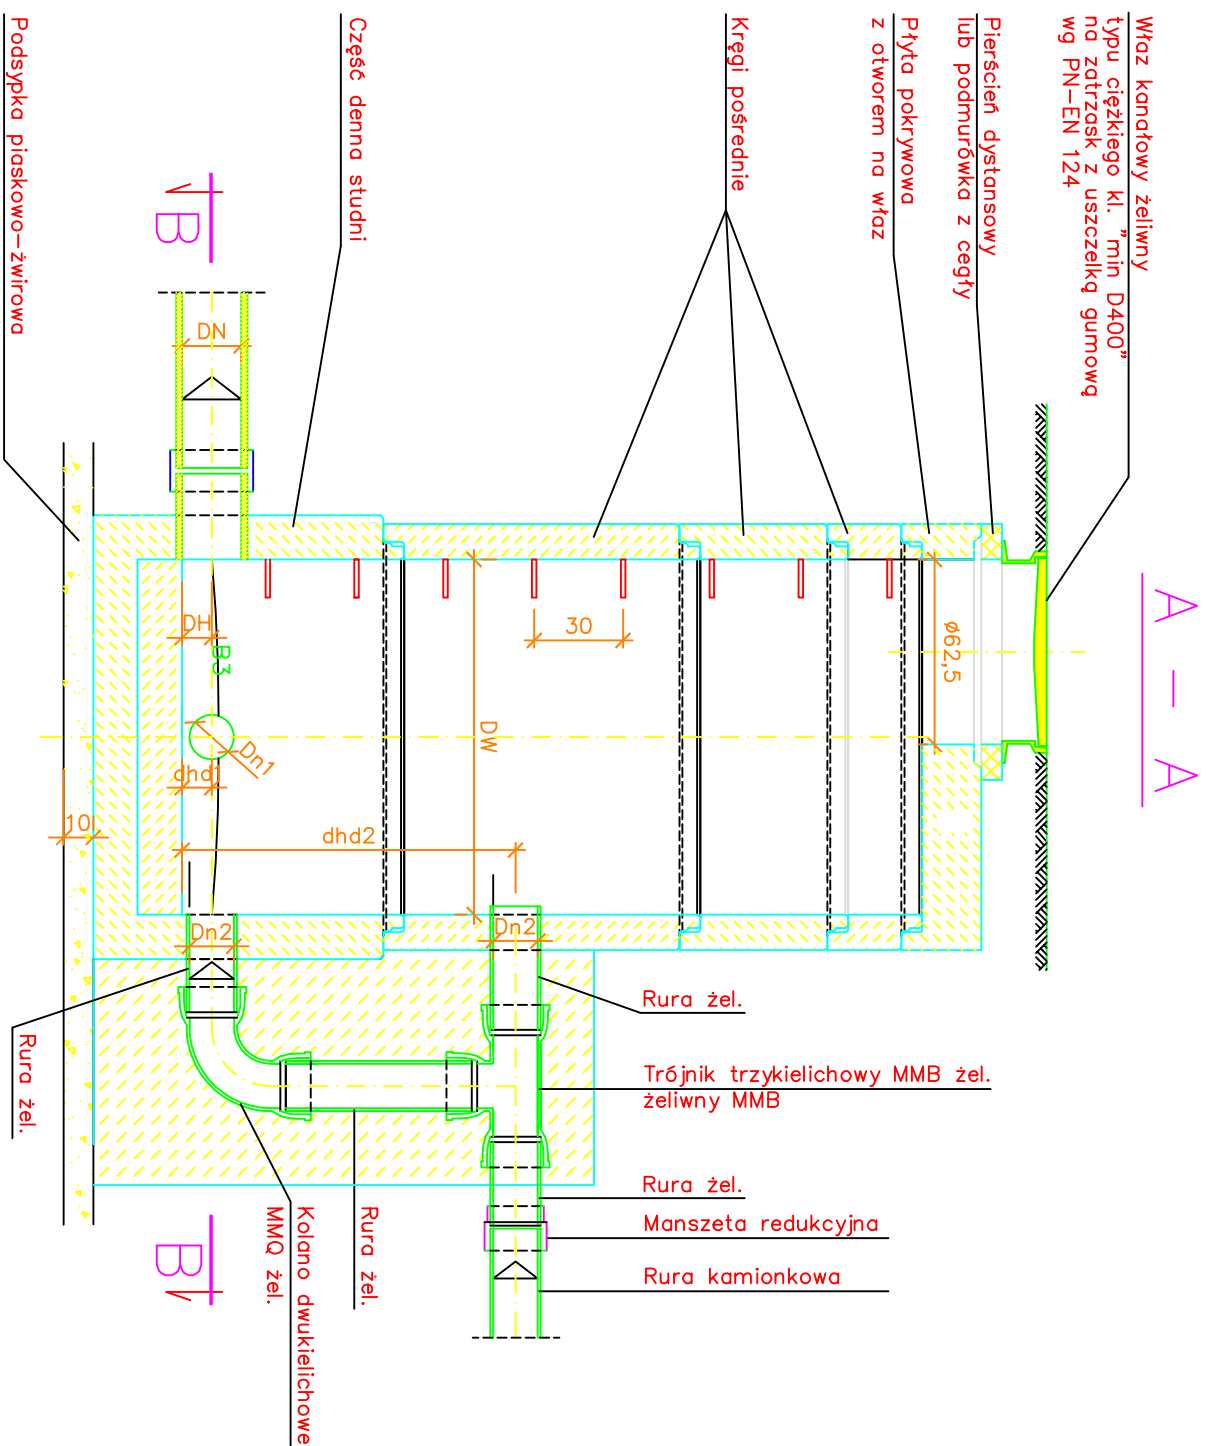 Właz kanałowy żeliwny
typu ciężkiego kl. "min D400"
na zatrzask z uszczelką gumową
wg PN-EN 124
Pierścień dystansowy
lub podmurówka z cegły
Płyta pokrywowa
z otworem na właz
Kręgi pośrednie
Część denna studni
Podsypka piaskowo-żwirowa
A - A
B
B
DN
DH
B3
30
ø62,5
DW
Dn1
dhd1
dhd2
10
Dn2
Dn2
Rura żel.
Trójnik trzykielichowy MMB żel.
żeliwny MMB
Rura żel.
Manszeta redukcyjna
Rura kamionkowa
Rura żel.
Kolano dwukielichowe
MMQ żel.
Rura żel.